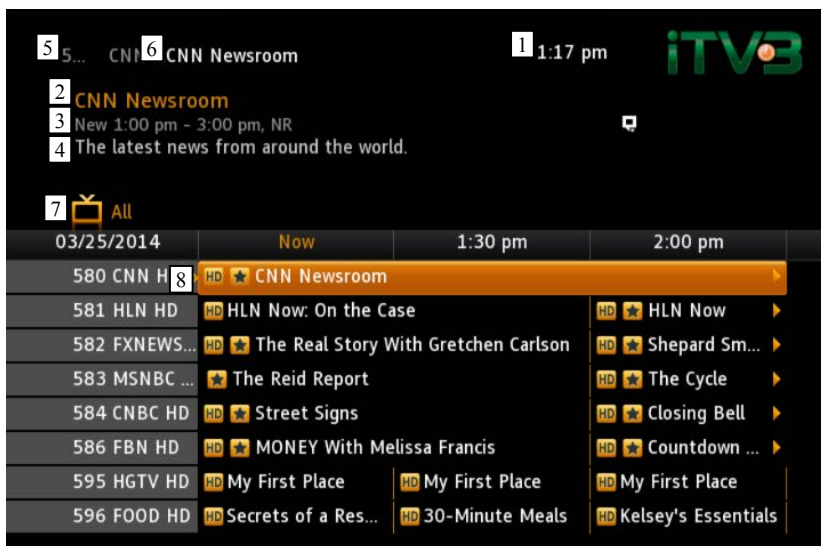 5 5... CNN 6 CNN Newsroom 1 1:17 pm iTV3
2 CNN Newsroom
3 New 1:00 pm - 3:00 pm, NR
4 The latest news from around the world.
7 All
03/25/2014 Now 1:30 pm 2:00 pm
580 CNN H 8 HD CNN Newsroom
581 HLN HD HD HLN Now: On the Case HD HLN Now
582 FXNEWS... HD The Real Story With Gretchen Carlson HD Shepard Sm...
583 MSNBC ... The Reid Report HD The Cycle
584 CNBC HD HD Street Signs HD Closing Bell
586 FBN HD HD MONEY With Melissa Francis HD Countdown ...
595 HGTV HD HD My First Place HD My First Place HD My First Place
596 FOOD HD HD Secrets of a Res... HD 30-Minute Meals HD Kelsey's Essentials